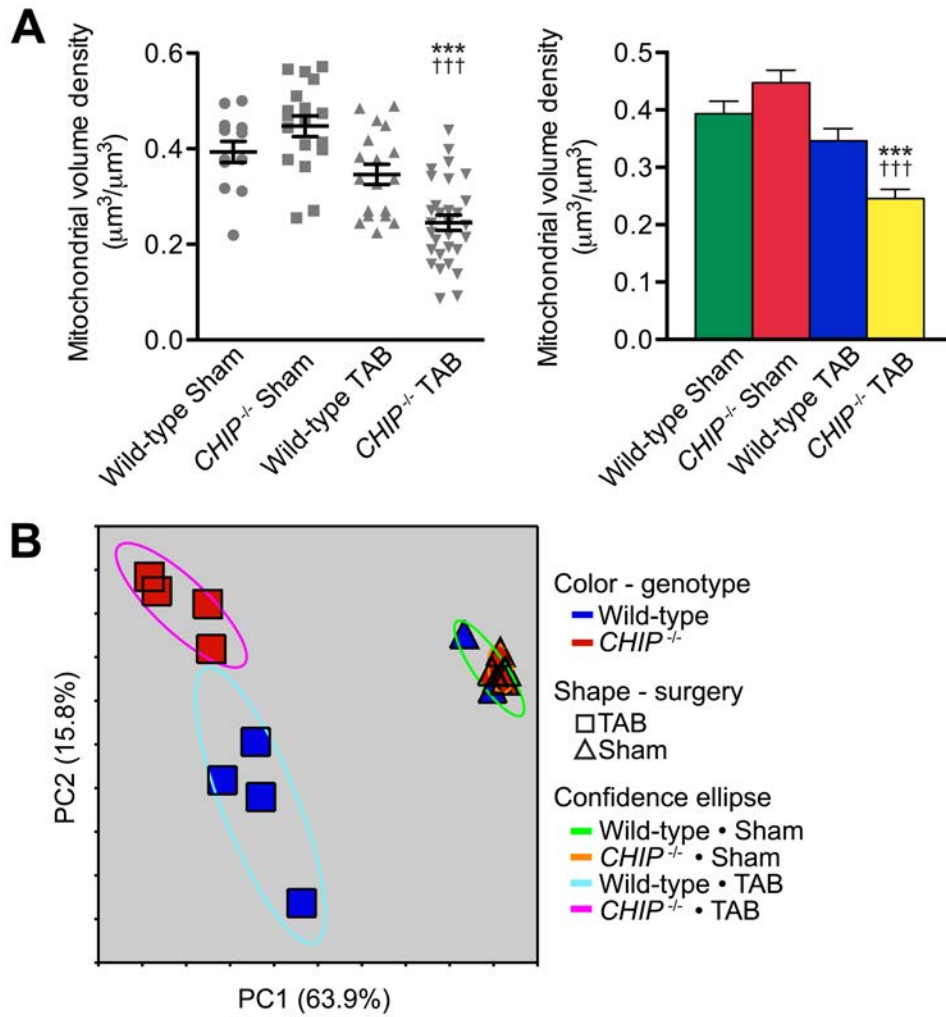 A
Mitochondrial volume density
(μm³/μm³)
0.6
0.4
0.2
0.0
***
†††
Wild-type Sham
CHIP⁻/⁻ Sham
Wild-type TAB
CHIP⁻/⁻ TAB
Mitochondrial volume density
(μm³/μm³)
0.5
0.4
0.3
0.2
0.1
0.0
***
†††
Wild-type Sham
CHIP⁻/⁻ Sham
Wild-type TAB
CHIP⁻/⁻ TAB
B
PC2 (15.8%)
PC1 (63.9%)
Color - genotype
Wild-type
CHIP⁻/⁻
Shape - surgery
TAB
Sham
Confidence ellipse
Wild-type • Sham
CHIP⁻/⁻ • Sham
Wild-type • TAB
CHIP⁻/⁻ • TAB